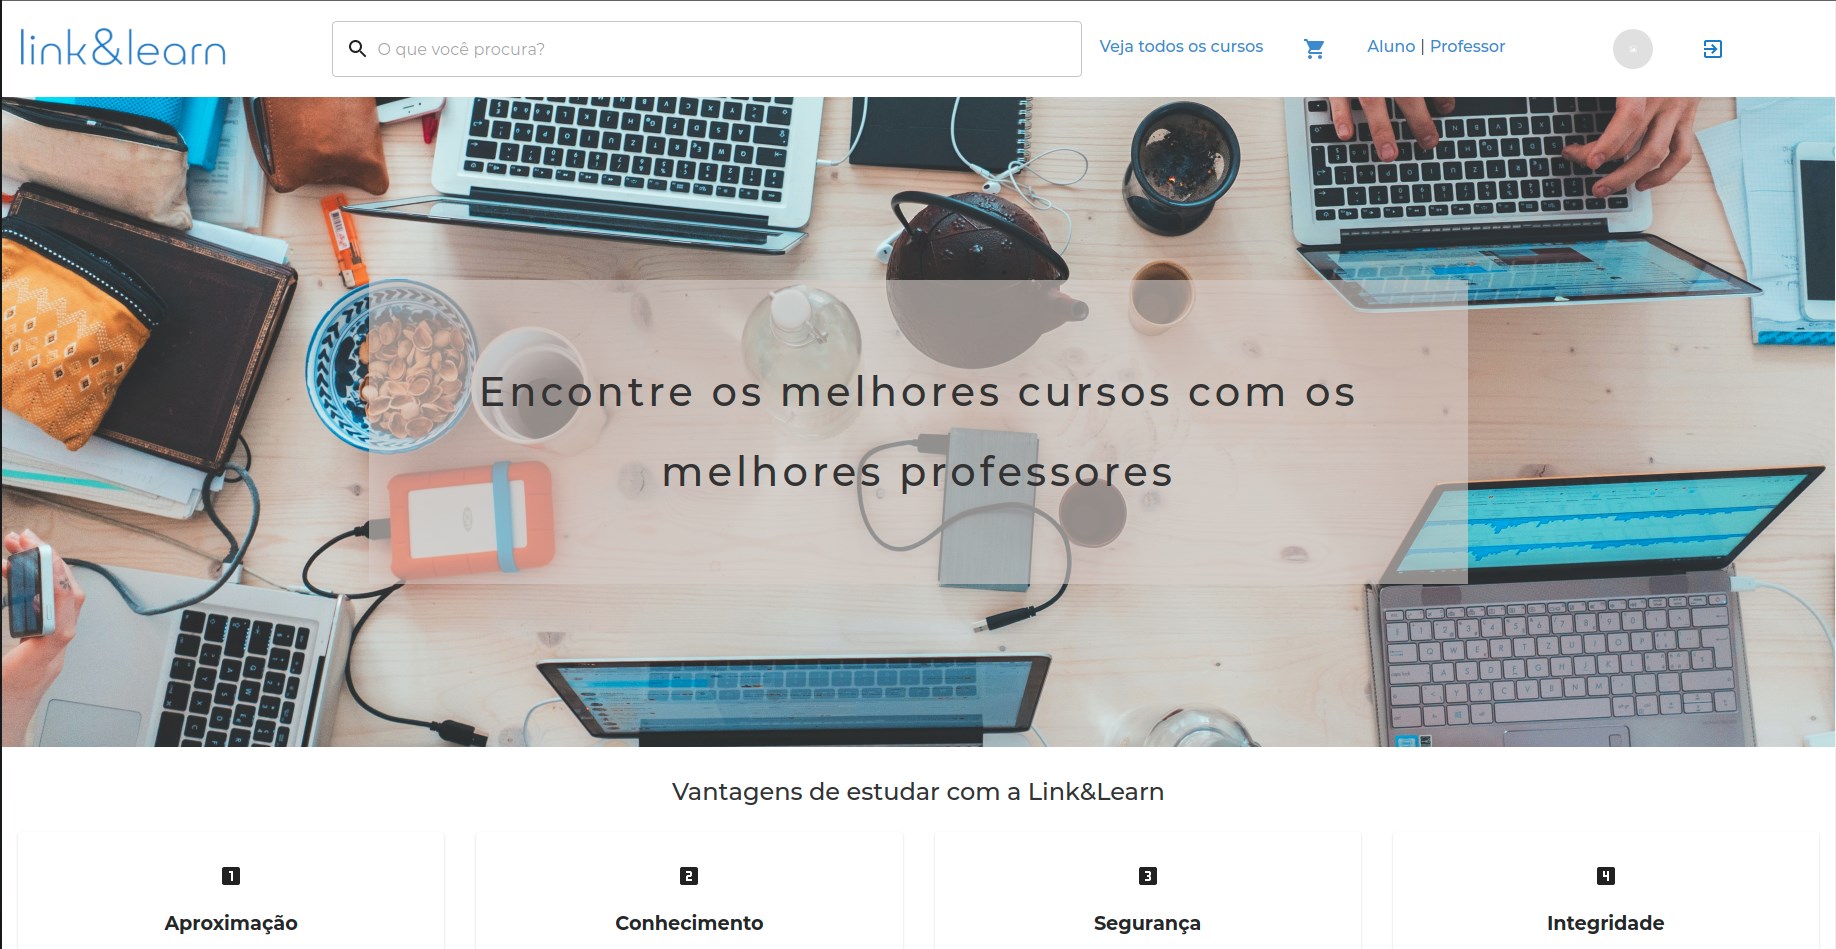 link&learn
O que você procura?
Veja todos os cursos
Aluno | Professor
Encontre os melhores cursos com os
melhores professores
Vantagens de estudar com a Link&Learn
1
Aproximação
2
Conhecimento
3
Segurança
4
Integridade